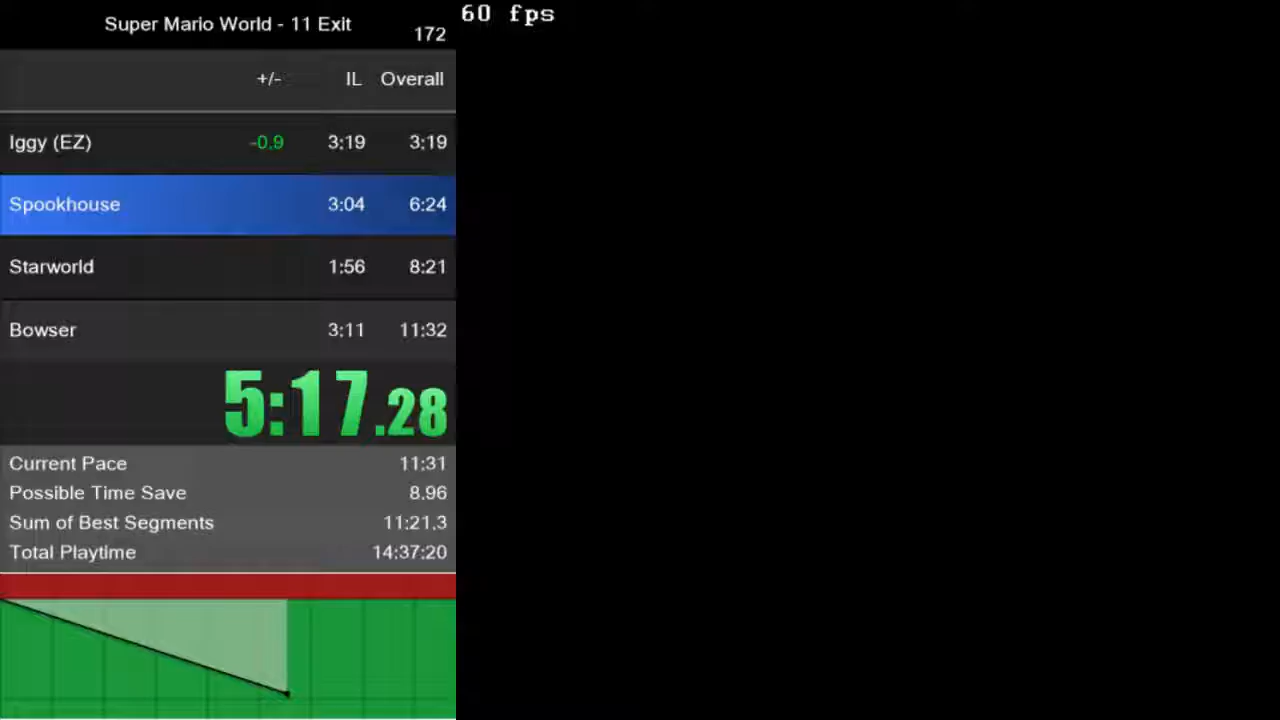 Super Mario World - 11 Exit
172
60 fps
+/- IL Overall
Iggy (EZ) -0.9 3:19 3:19
Spookhouse 3:04 6:24
Starworld 1:56 8:21
Bowser 3:11 11:32
5:17.28
Current Pace 11:31
Possible Time Save 8.96
Sum of Best Segments 11:21.3
Total Playtime 14:37:20